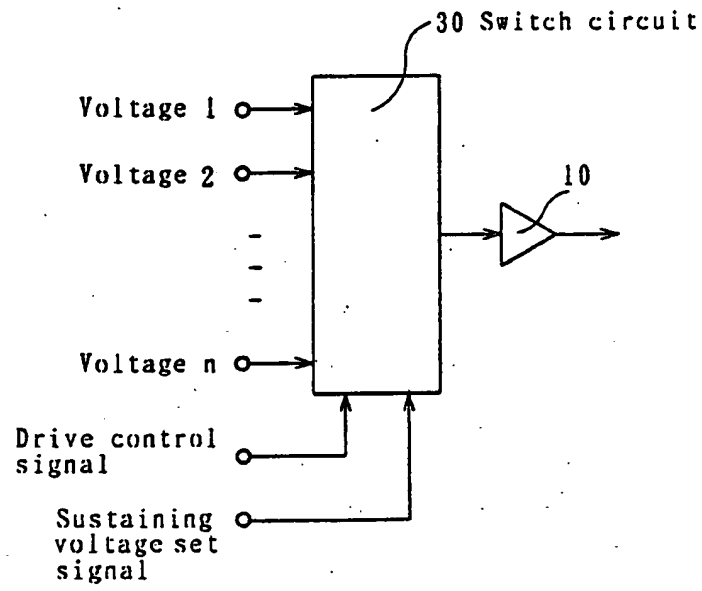 30 Switch circuit
Voltage 1
Voltage 2
10
Voltage n
Drive control
signal
Sustaining
voltage set
signal